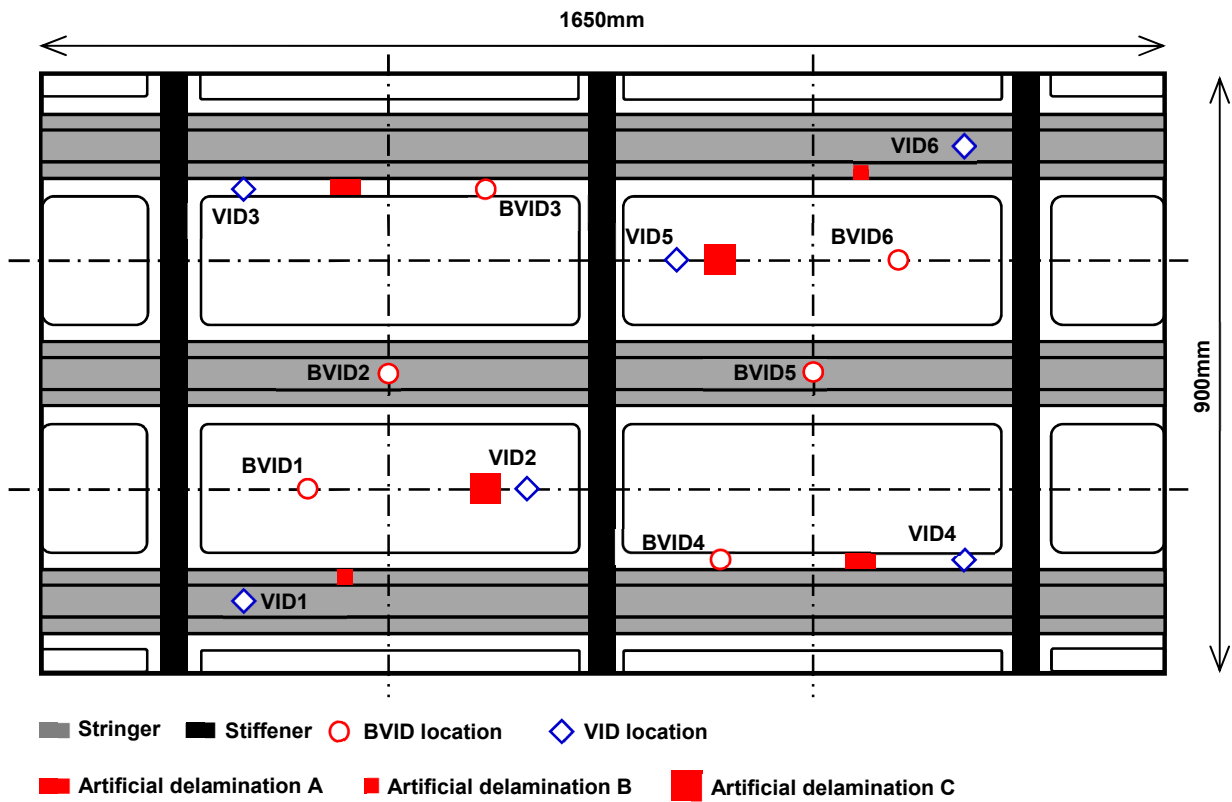 1650mm
VID6
VID3
BVID3
VID5
BVID6
BVID2
BVID5
900mm
BVID1
VID2
BVID4
VID4
VID1
Stringer
Stiffener
BVID location
VID location
Artificial delamination A
Artificial delamination B
Artificial delamination C